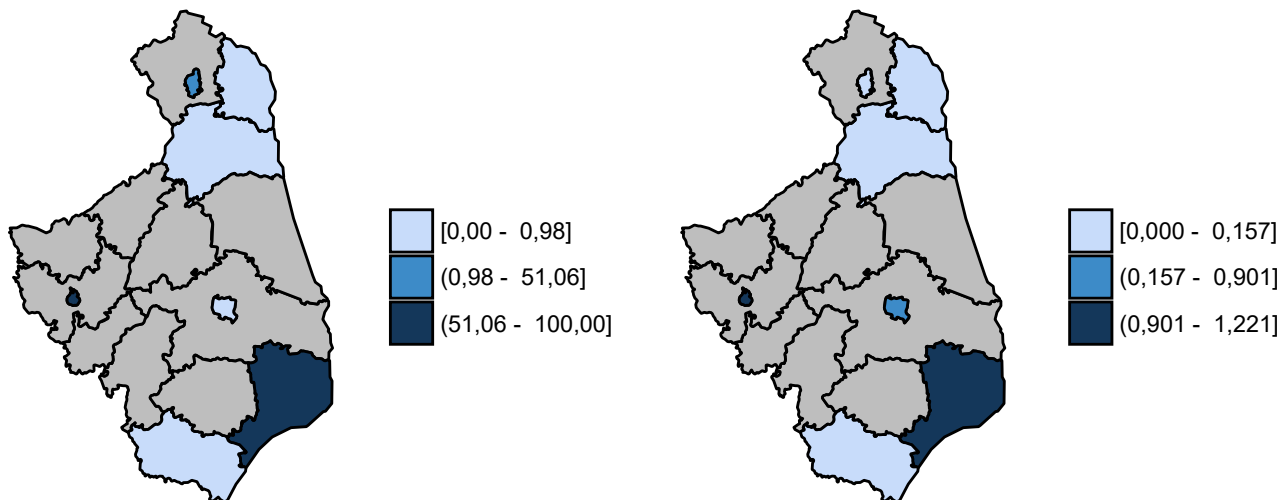 [0,00 - 0,98]
(0,98 - 51,06]
(51,06 - 100,00]
[0,000 - 0,157]
(0,157 - 0,901]
(0,901 - 1,221]